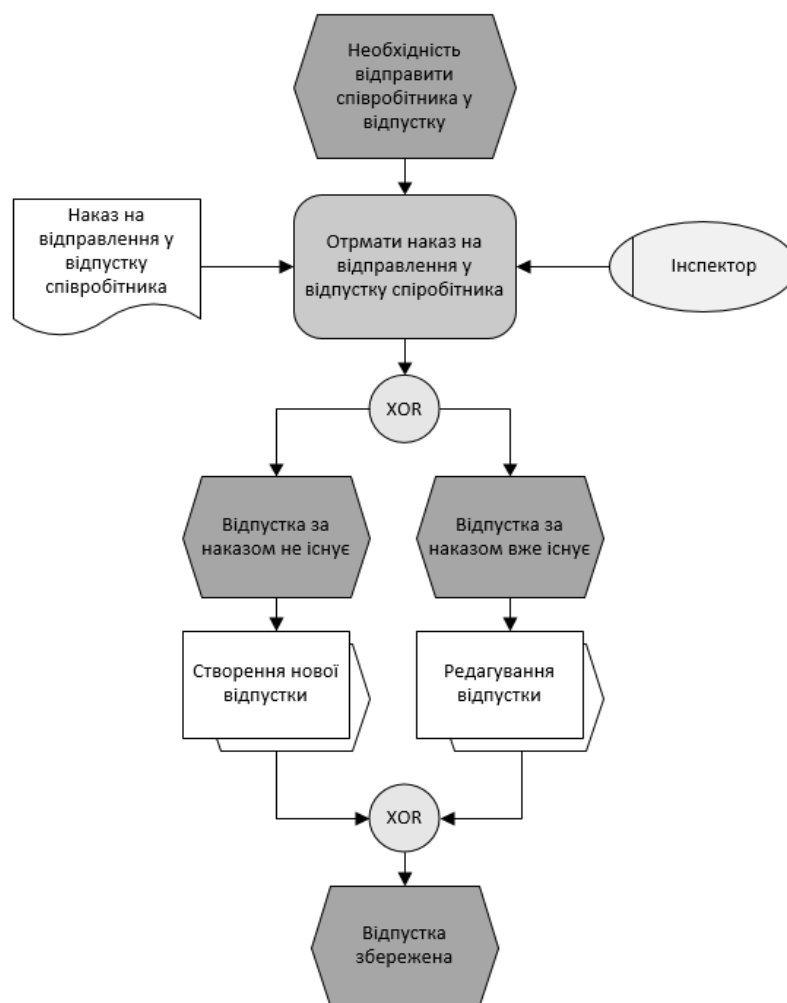 Необхідність
відправити
співробітника у
відпустку
Наказ на
відправлення у
відпустку
співробітника
Отрмати наказ на
відправлення у
відпустку спіробітника
Інспектор
XOR
Відпустка за
наказом не існує
Відпустка за
наказом вже існує
Створення нової
відпустки
Редагування
відпустки
XOR
Відпустка
збережена